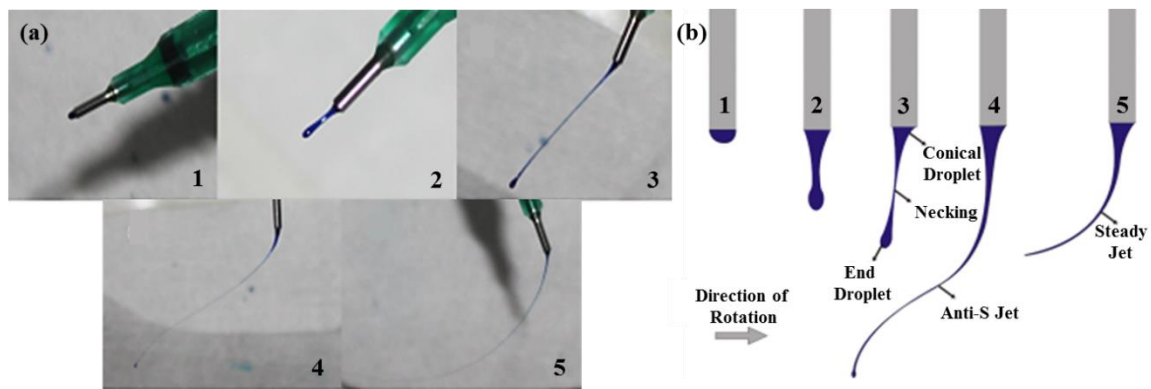 (a)
1
2
3
4
5
(b)
1
2
3
4
5
Conical
Droplet
Necking
Steady
Jet
End
Droplet
Direction of
Rotation
Anti-S Jet